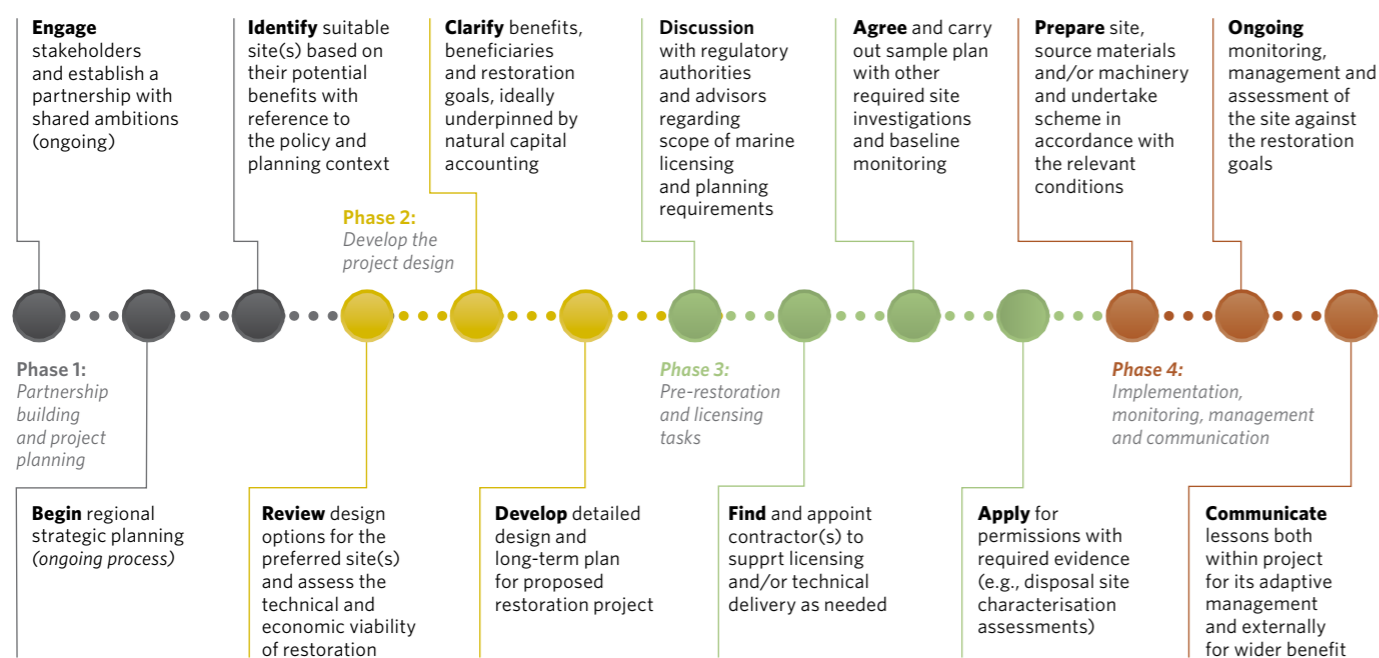 Engage
stakeholders
and establish a
partnership with
shared ambitions
(ongoing)
Identify suitable
site(s) based on
their potential
benefits with
reference to
the policy and
planning context
Clarify benefits,
beneficiaries
and restoration
goals, ideally
underpinned by
natural capital
accounting
Discussion
with regulatory
authorities
and advisors
regarding
scope of marine
licensing
and planning
requirements
Agree and carry
out sample plan
with other
required site
investigations
and baseline
monitoring
Prepare site,
source materials
and/or machinery
and undertake
scheme in
accordance with
the relevant
conditions
Ongoing
monitoring,
management and
assessment of
the site against
the restoration
goals
Phase 2:
Develop the
project design
Phase 1:
Partnership
building
and project
planning
Phase 3:
Pre-restoration
and licensing
tasks
Phase 4:
Implementation,
monitoring, management
and communication
Begin regional
strategic planning
(ongoing process)
Review design
options for the
preferred site(s)
and assess the
technical and
economic viability
of restoration
Develop detailed
design and
long-term plan
for proposed
restoration project
Find and appoint
contractor(s) to
supprt licensing
and/or technical
delivery as needed
Apply for
permissions with
required evidence
(e.g., disposal site
characterisation
assessments)
Communicate
lessons both
within project
for its adaptive
management
and externally
for wider benefit